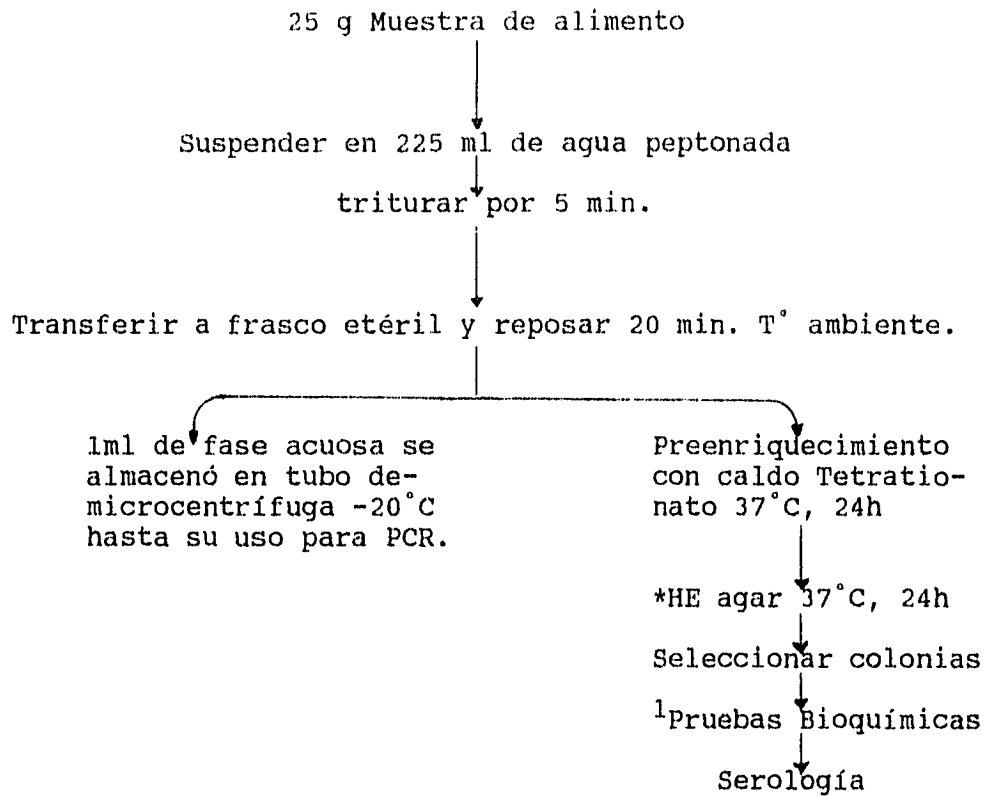 25 g Muestra de alimento
Suspender en 225 ml de agua peptonada
triturar por 5 min.
Transferir a frasco etéril y reposar 20 min. T° ambiente.
1ml de fase acuosa se
almacenó en tubo de-
microcentrífuga -20°C
hasta su uso para PCR.
Preenriquecimiento
con caldo Tetratio-
nato 37°C, 24h
*HE agar 37°C, 24h
Seleccionar colonias
1Pruebas Bioquímicas
Serología